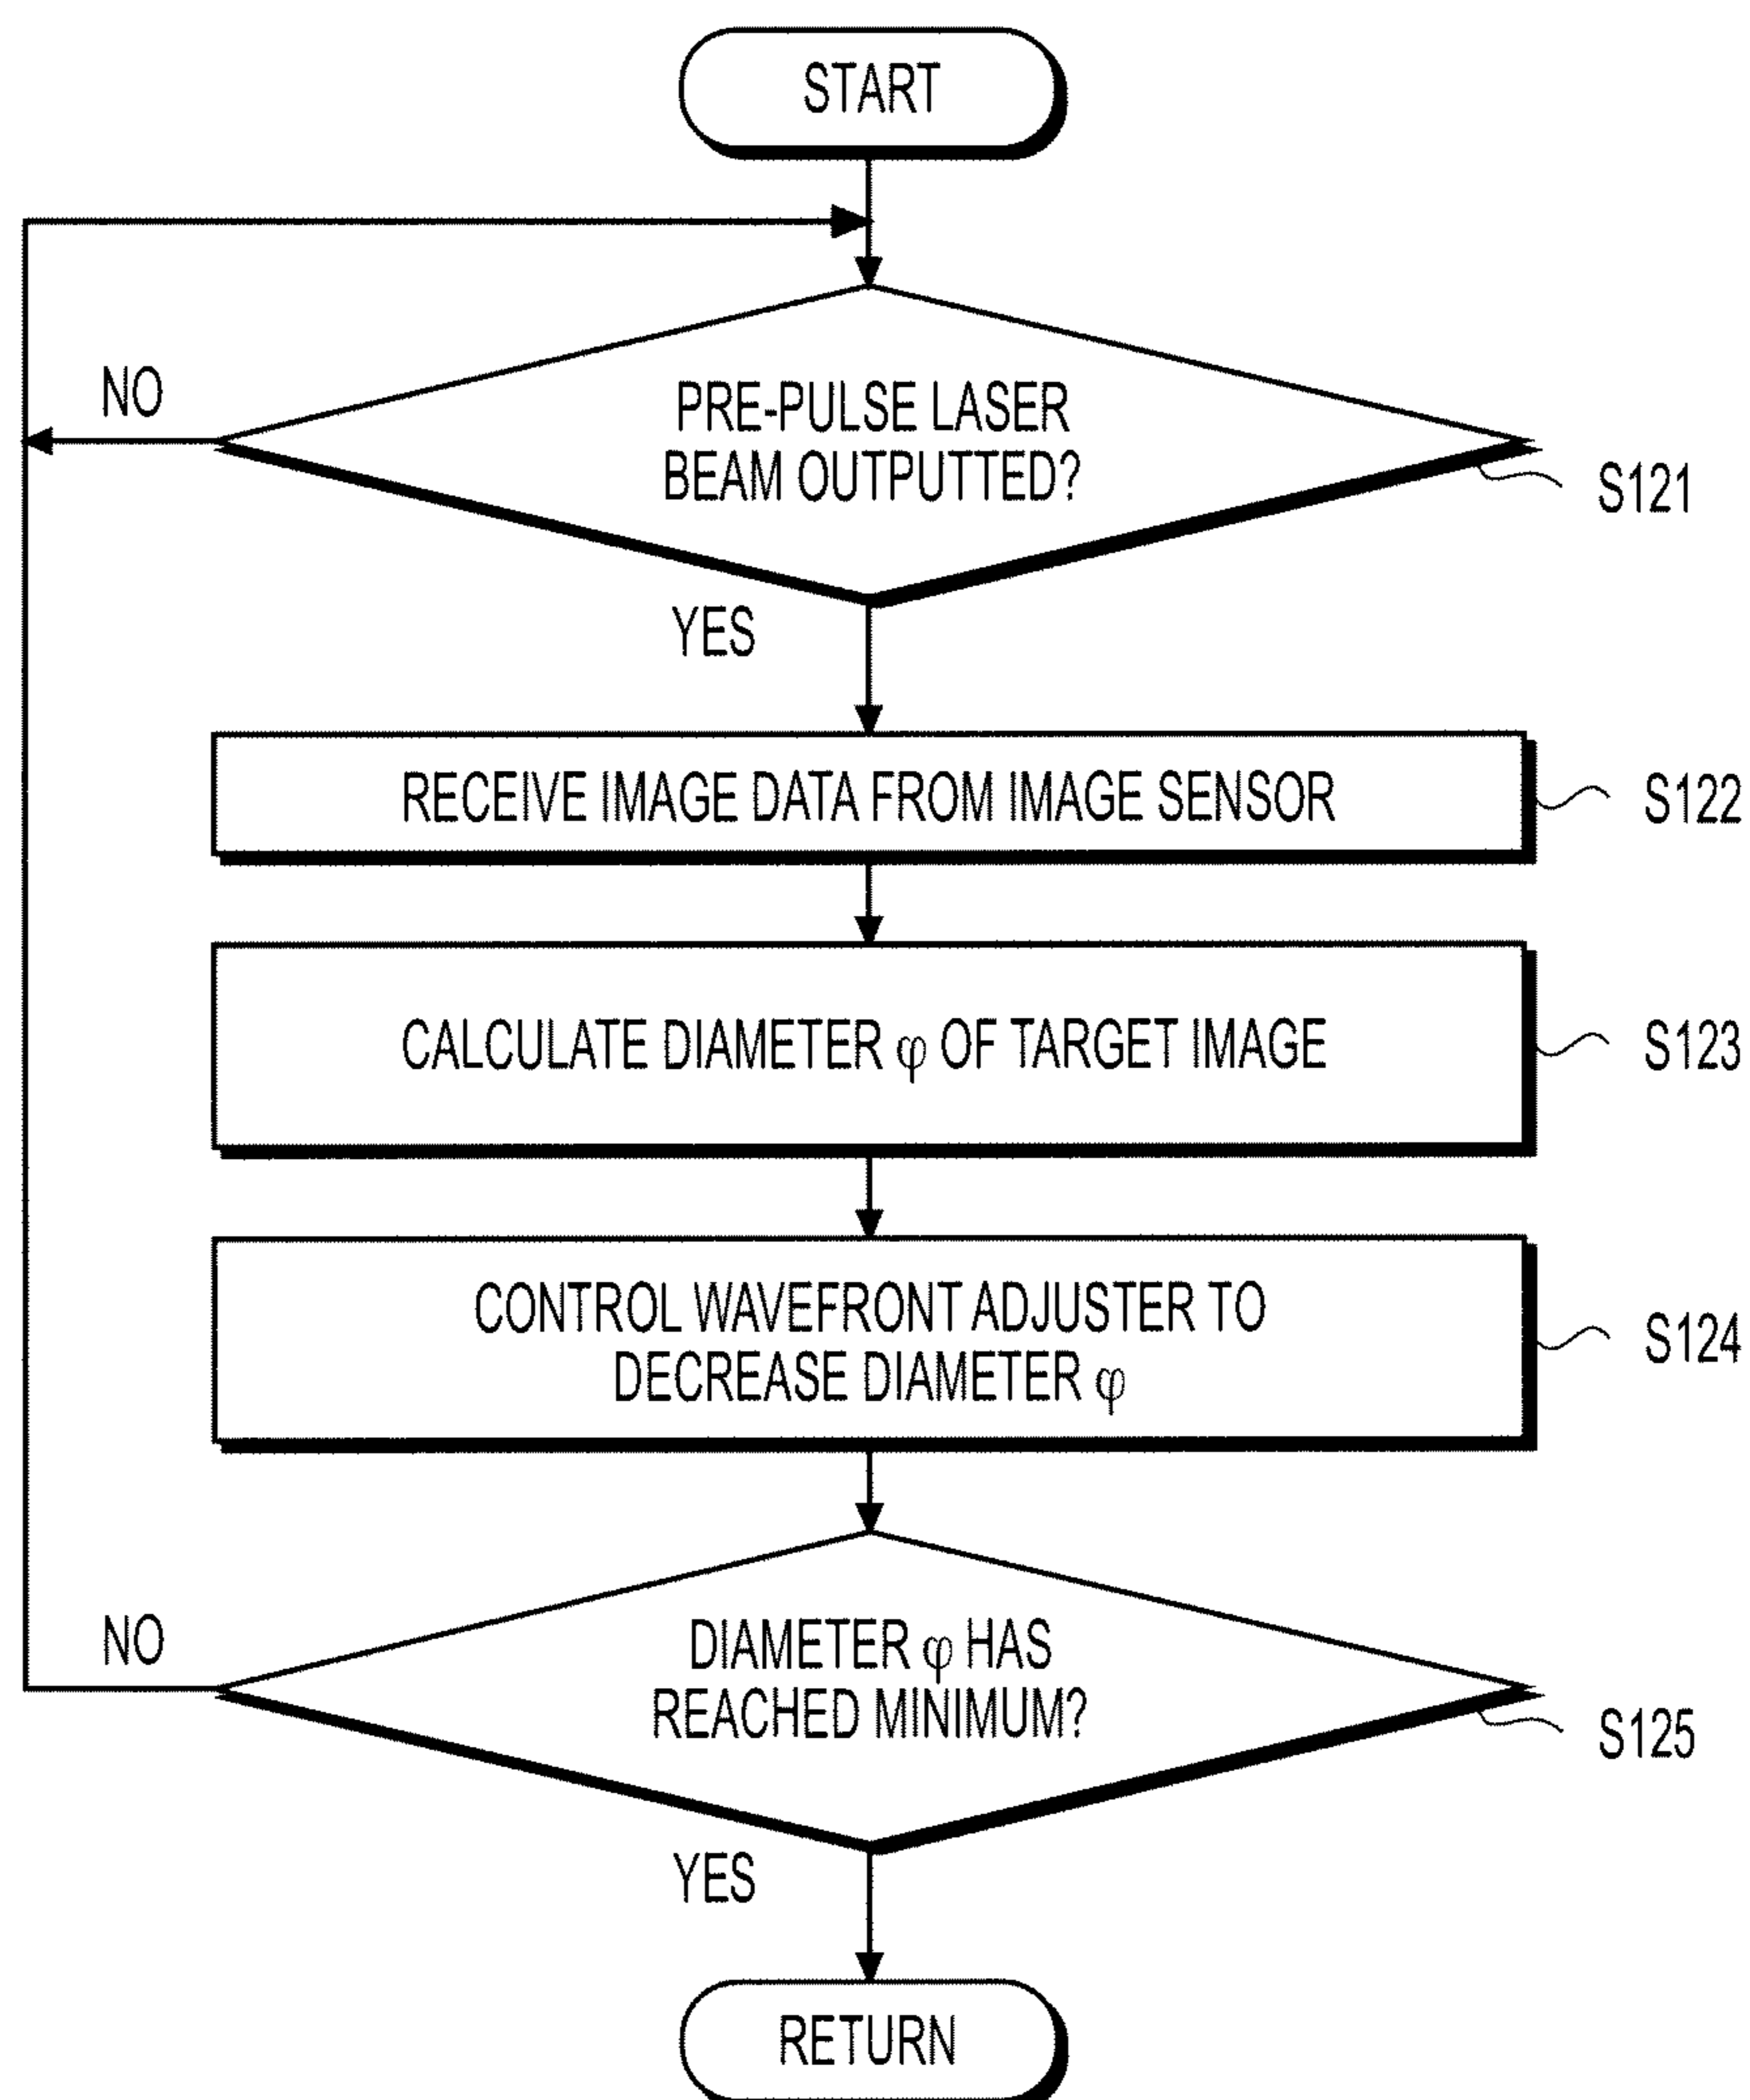 START
NO
PRE-PULSE LASER
BEAM OUTPUTTED?
S121
YES
RECEIVE IMAGE DATA FROM IMAGE SENSOR
S122
CALCULATE DIAMETER φ OF TARGET IMAGE
S123
CONTROL WAVEFRONT ADJUSTER TO
DECREASE DIAMETER φ
S124
NO
DIAMETER φ HAS
REACHED MINIMUM?
S125
YES
RETURN